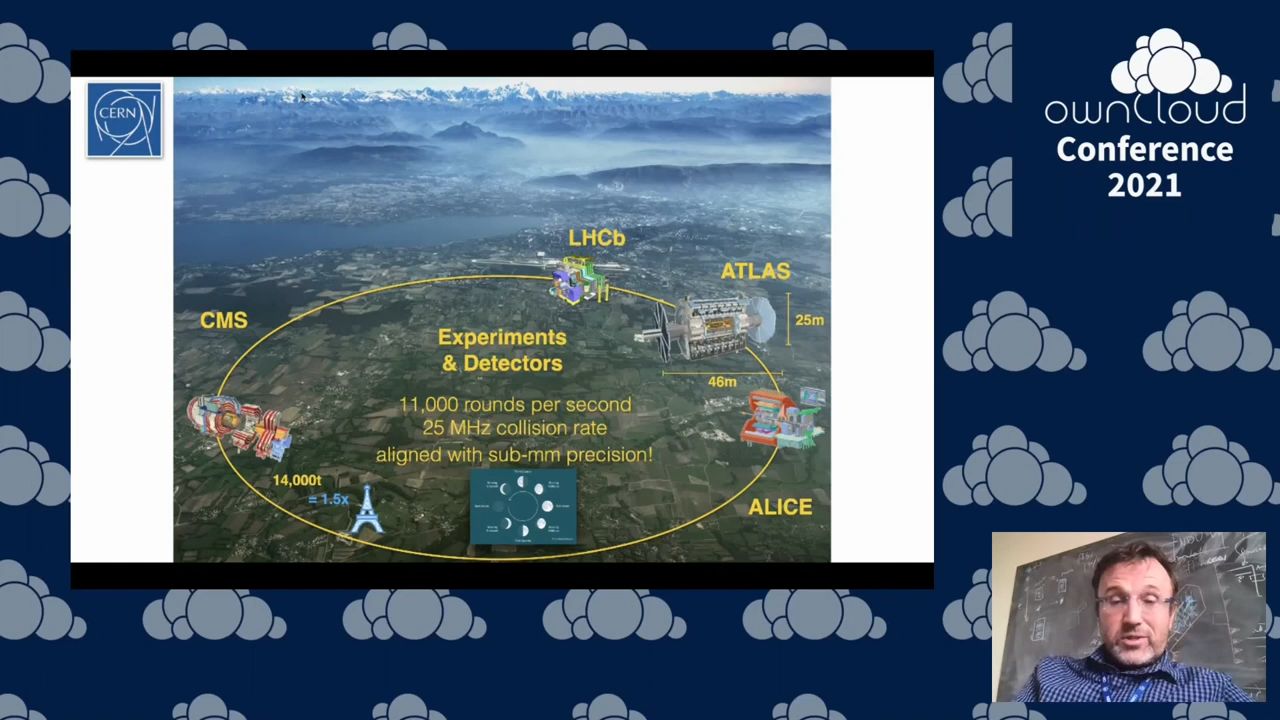 CERN
LHCb
ATLAS
25m
46m
CMS
Experiments
& Detectors
11,000 rounds per second
25 MHz collision rate
aligned with sub-mm precision!
14,000t
= 1.5x
ALICE
ownCloud
Conference
2021